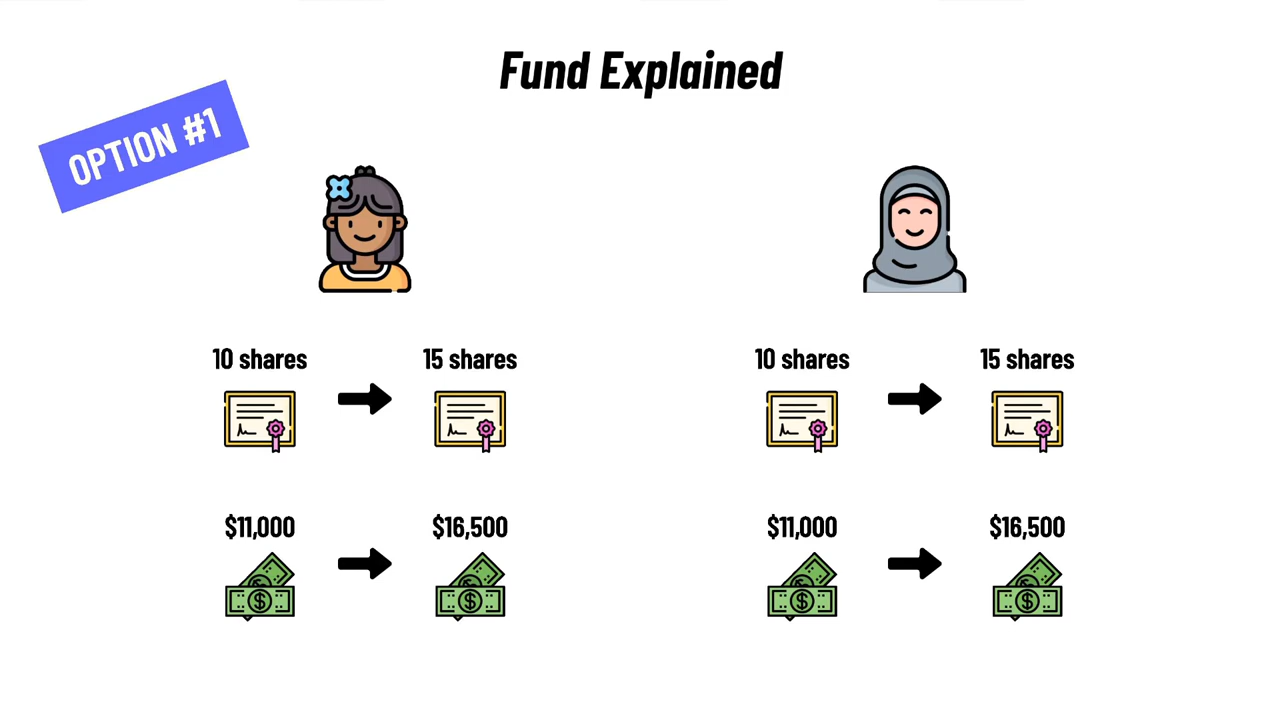 Fund Explained
OPTION #1
10 shares
15 shares
10 shares
15 shares
$11,000
$16,500
$11,000
$16,500